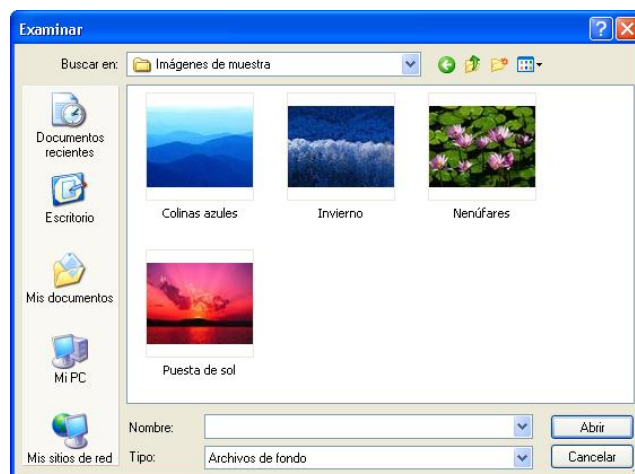 Examinar
Buscar en: Imágenes de muestra
Documentos
recientes
Escritorio
Mis documentos
Mi PC
Mis sitios de red
Colinas azules
Invierno
Nenúfares
Puesta de sol
Nombre:
Abrir
Tipo: Archivos de fondo
Cancelar